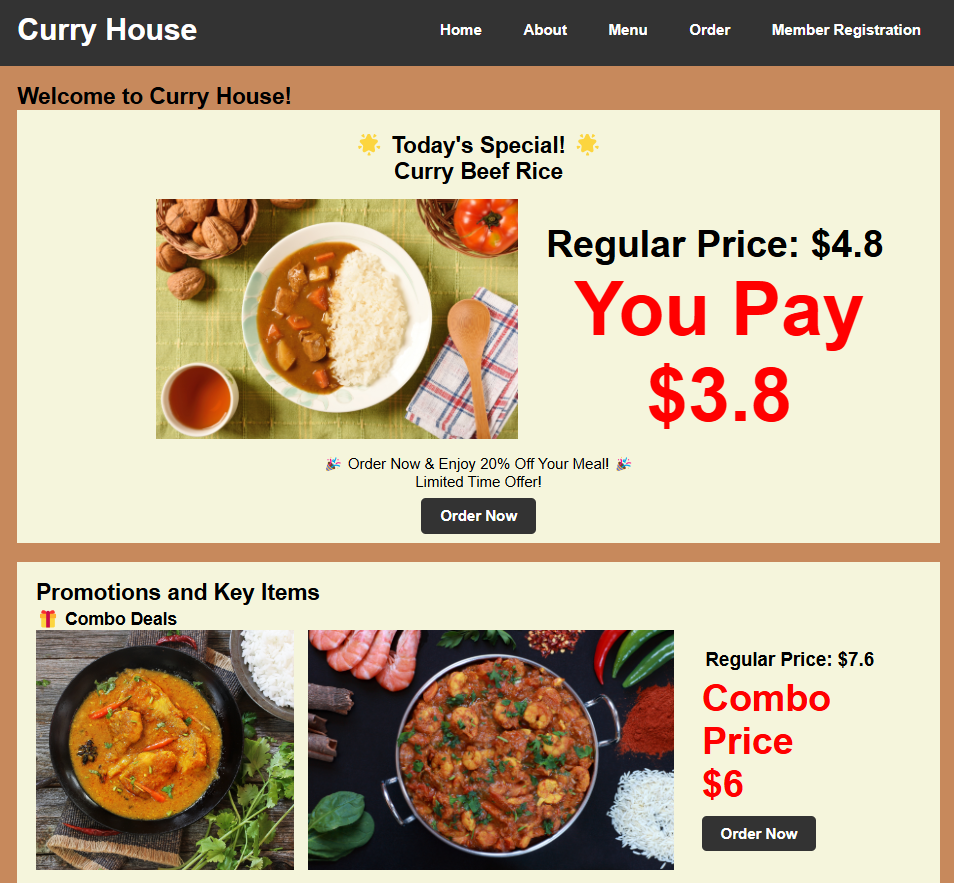 Curry House
Home About Menu Order Member Registration
Welcome to Curry House!
🌟 Today's Special! 🌟
Curry Beef Rice
Regular Price: $4.8
You Pay
$3.8
🎉 Order Now & Enjoy 20% Off Your Meal! 🎉
Limited Time Offer!
Order Now
Promotions and Key Items
🎁 Combo Deals
Regular Price: $7.6
Combo
Price
$6
Order Now